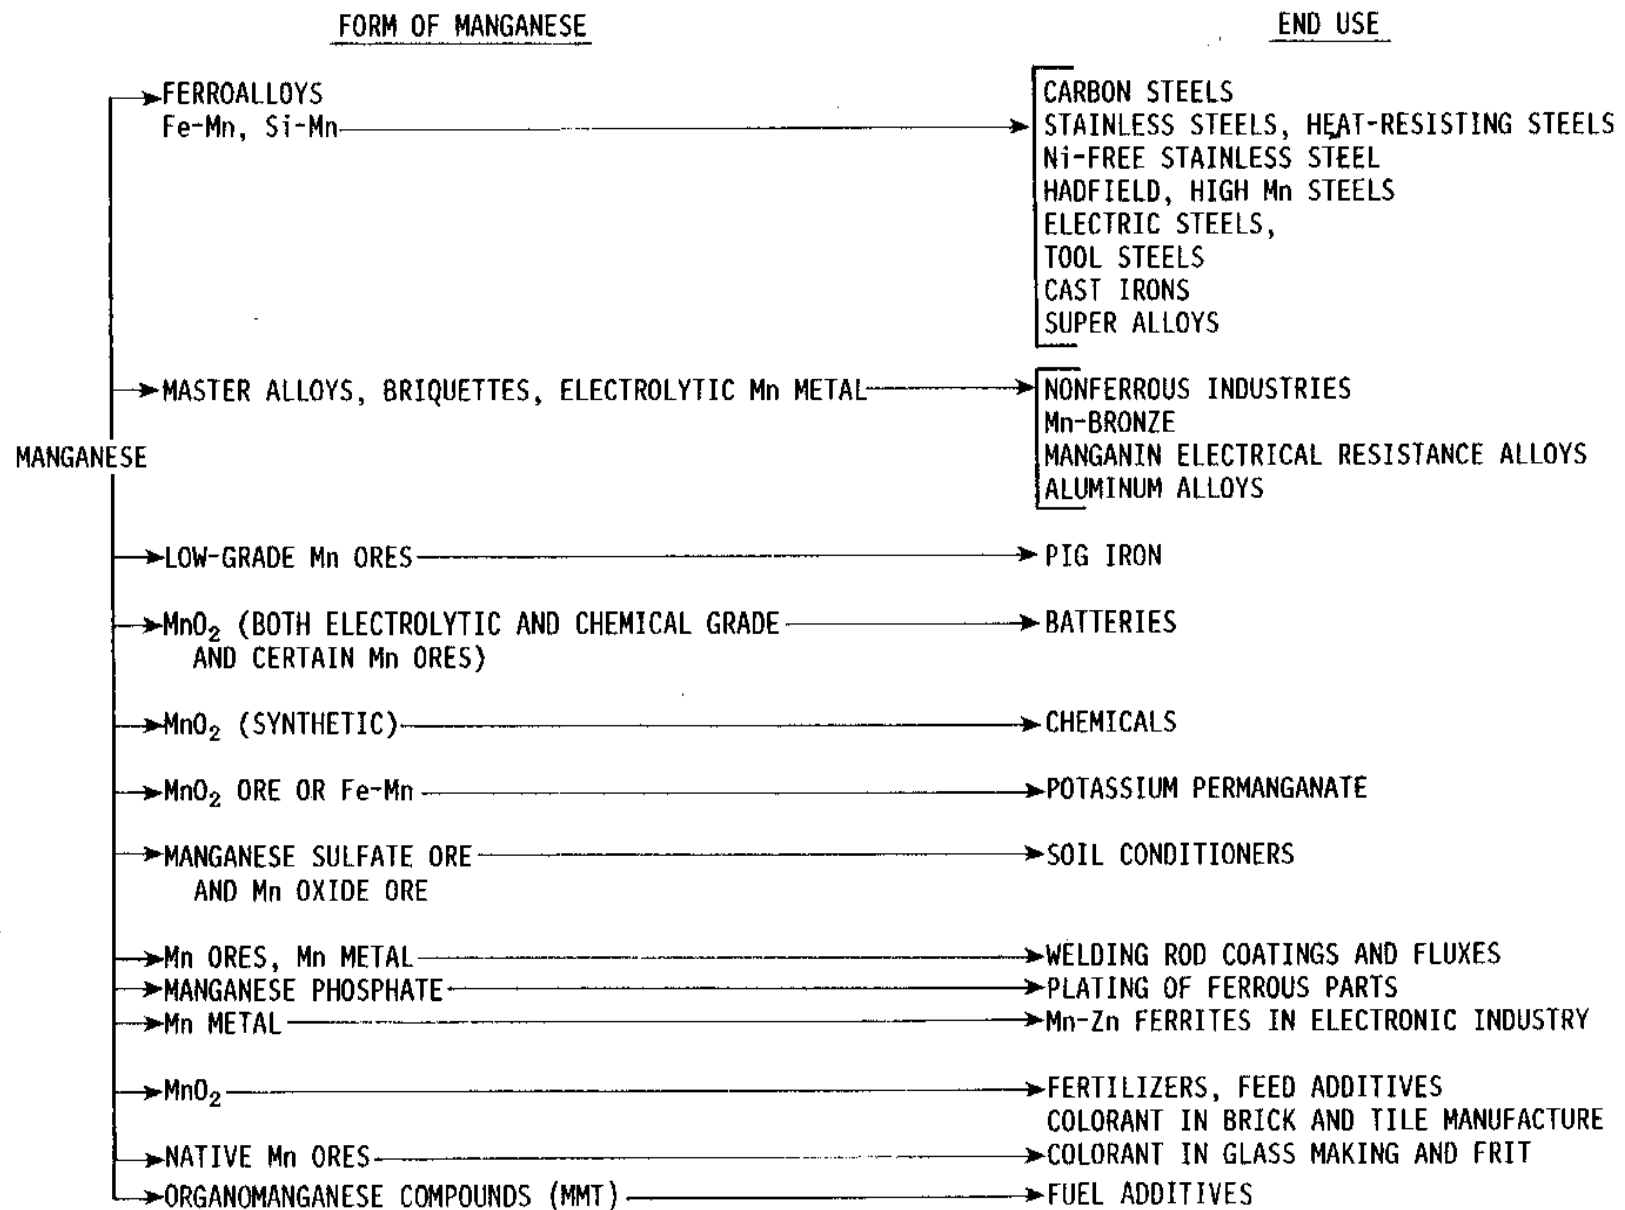 FORM OF MANGANESE END USE
FERROALLOYS CARBON STEELS
Fe-Mn, Si-Mn STAINLESS STEELS, HEAT-RESISTING STEELS
Ni-FREE STAINLESS STEEL
HADFIELD, HIGH Mn STEELS
ELECTRIC STEELS,
TOOL STEELS
CAST IRONS
SUPER ALLOYS
MASTER ALLOYS, BRIQUETTES, ELECTROLYTIC Mn METAL NONFERROUS INDUSTRIES
Mn-BRONZE
MANGANESE MANGANIN ELECTRICAL RESISTANCE ALLOYS
ALUMINUM ALLOYS
LOW-GRADE Mn ORES PIG IRON
MnO₂ (BOTH ELECTROLYTIC AND CHEMICAL GRADE BATTERIES
AND CERTAIN Mn ORES)
MnO₂ (SYNTHETIC) CHEMICALS
MnO₂ ORE OR Fe-Mn POTASSIUM PERMANGANATE
MANGANESE SULFATE ORE SOIL CONDITIONERS
AND Mn OXIDE ORE
Mn ORES, Mn METAL WELDING ROD COATINGS AND FLUXES
MANGANESE PHOSPHATE PLATING OF FERROUS PARTS
Mn METAL Mn-Zn FERRITES IN ELECTRONIC INDUSTRY
MnO₂ FERTILIZERS, FEED ADDITIVES
COLORANT IN BRICK AND TILE MANUFACTURE
NATIVE Mn ORES COLORANT IN GLASS MAKING AND FRIT
ORGANOMANGANESE COMPOUNDS (MMT) FUEL ADDITIVES